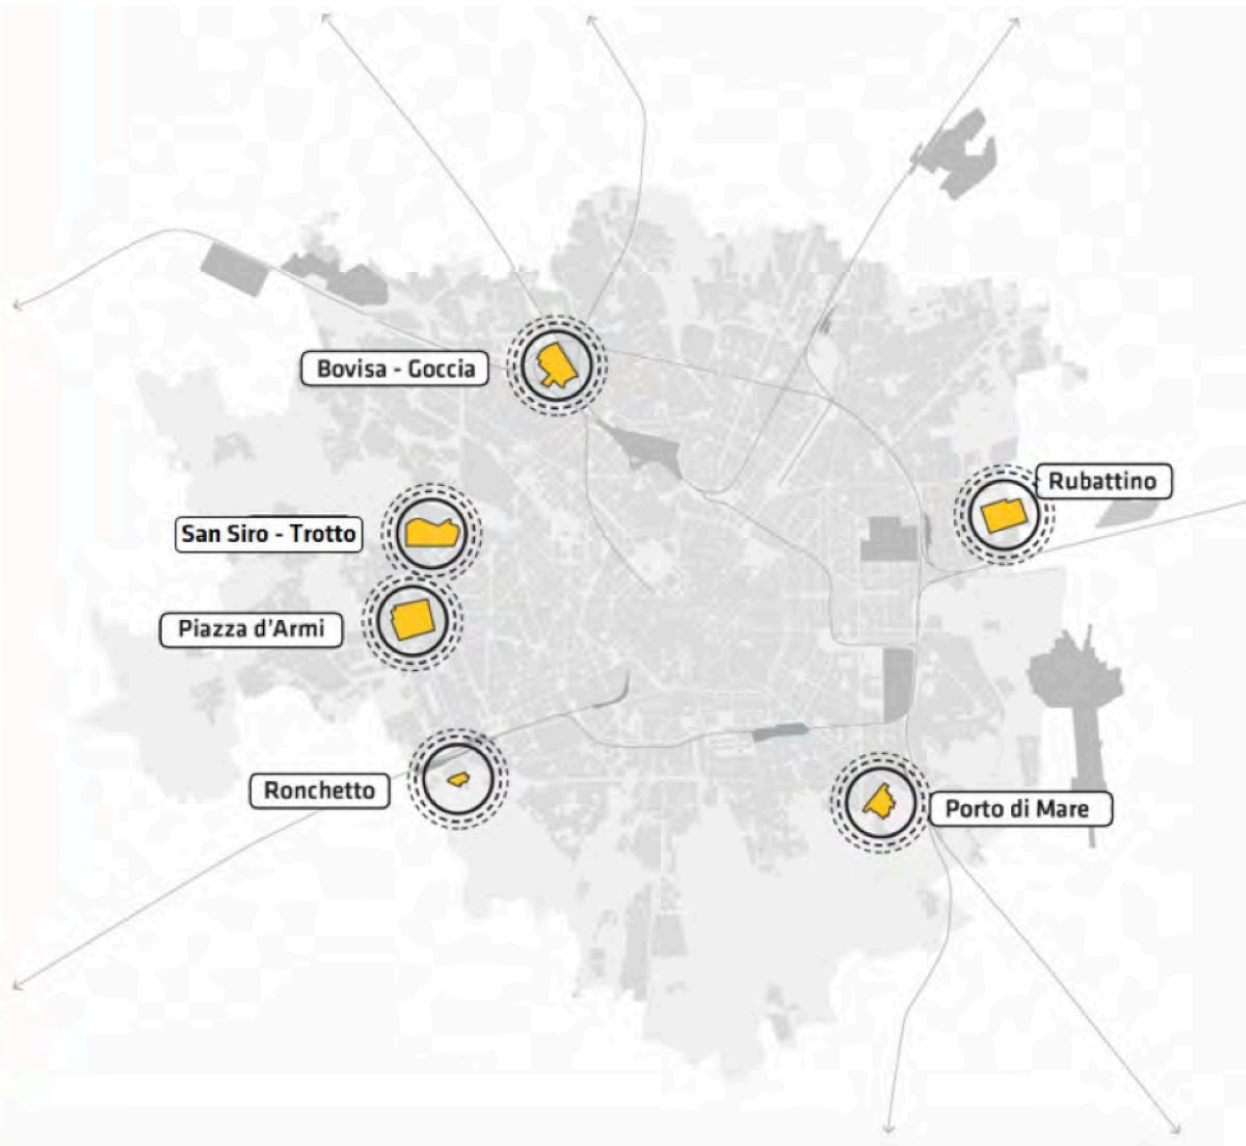 Bovisa - Goccia
Rubattino
San Siro - Trotto
Piazza d'Armi
Ronchetto
Porto di Mare